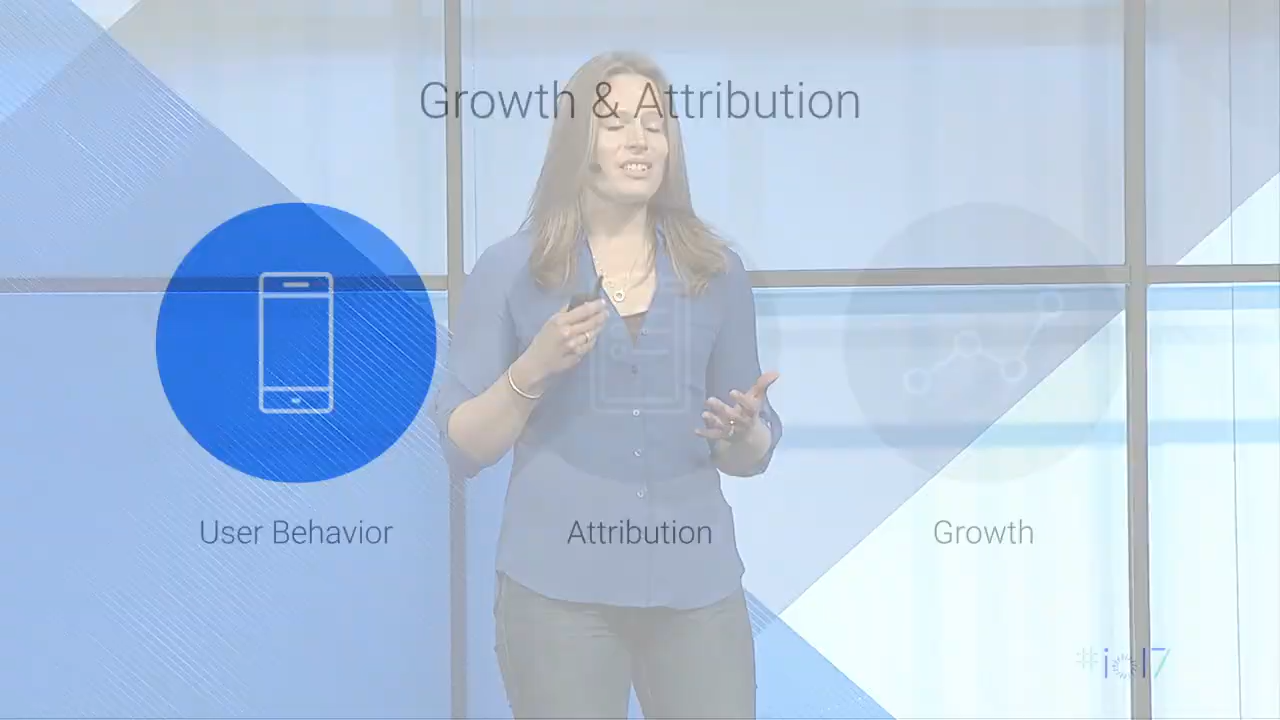 Growth & Attribution
User Behavior
Attribution
Growth
#io17